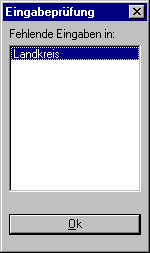 Eingabeprüfung
Fehlende Eingaben in:
Landkreis
Ok